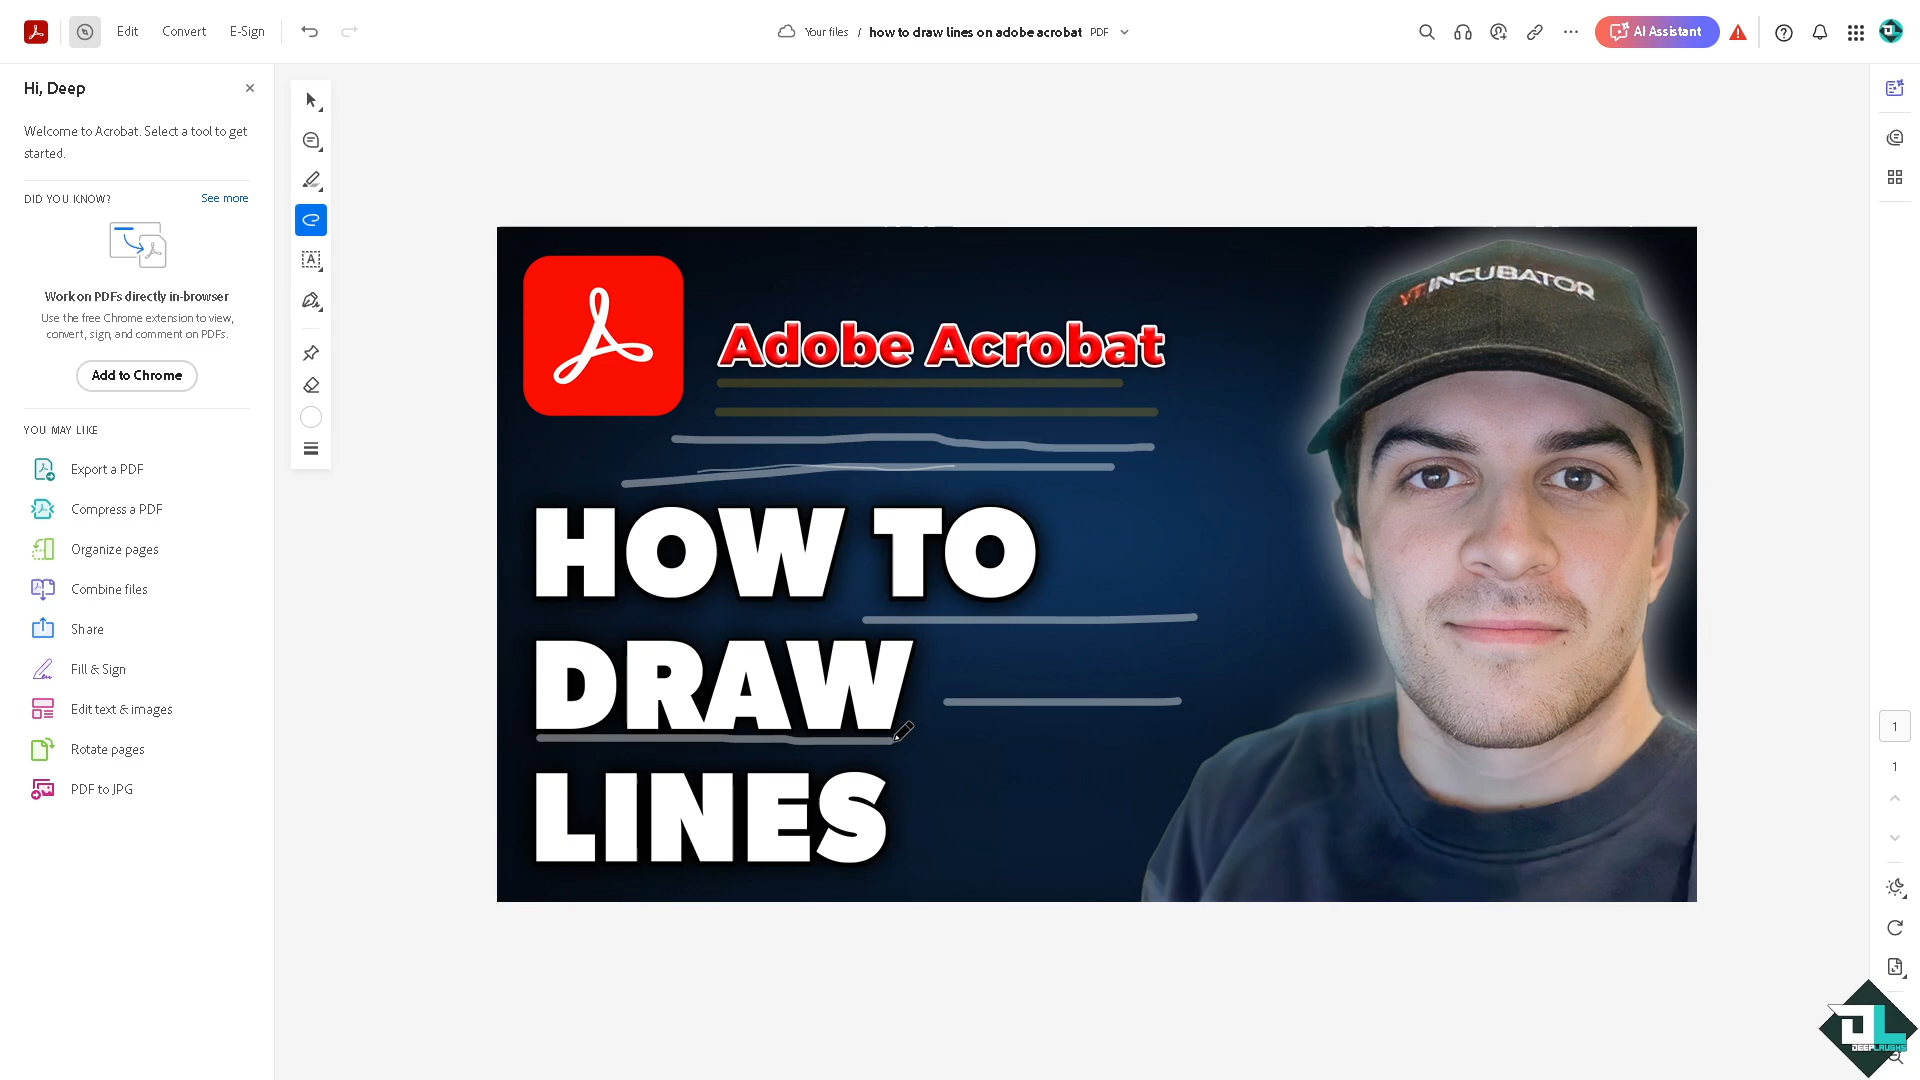 Edit
Convert
E-Sign
Your files / how to draw lines on adobe acrobat PDF
AI Assistant
Hi, Deep
Welcome to Acrobat. Select a tool to get
started.
DID YOU KNOW?
See more
Work on PDFs directly in-browser
Use the free Chrome extension to view,
convert, sign, and comment on PDFs.
Add to Chrome
YOU MAY LIKE
Export a PDF
Compress a PDF
Organize pages
Combine files
Share
Fill & Sign
Edit text & images
Rotate pages
PDF to JPG
Adobe Acrobat
YTINCUBATOR
HOW TO
DRAW
LINES
1
1
DL
DEEPLAUGHS